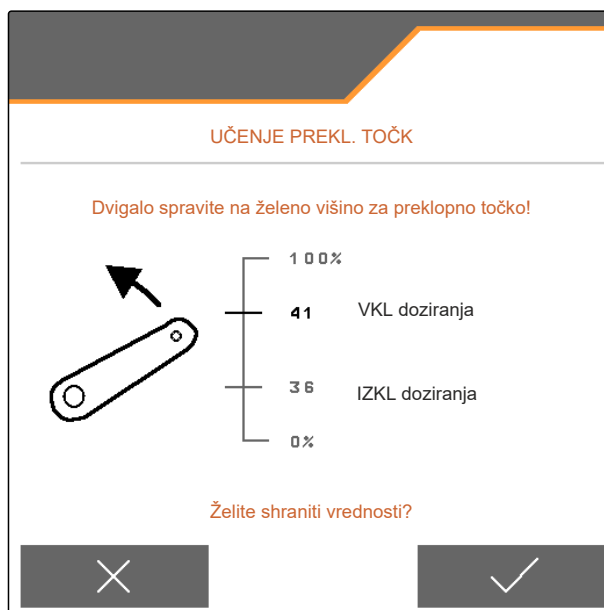 UČENJE PREKL. TOČK
Dvigalo spravite na želeno višino za preklopno točko!
100%
41 VKL doziranja
36 IZKL doziranja
0%
Želite shraniti vrednosti?